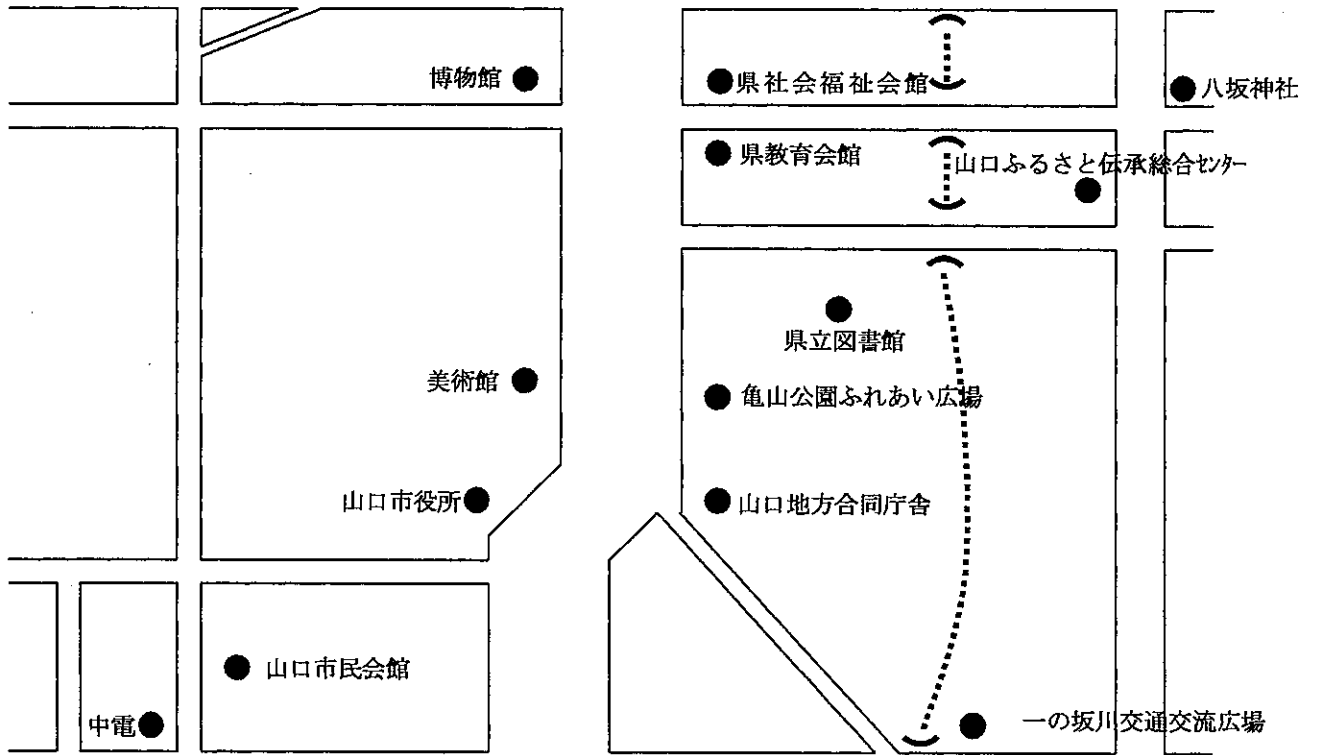 博物館
県社会福祉会館
八坂神社
県教育会館
山口ふるさと伝承総合センター
県立図書館
美術館
亀山公園ふれあい広場
山口市役所
山口地方合同庁舎
山口市民会館
中電
一の坂川交通交流広場